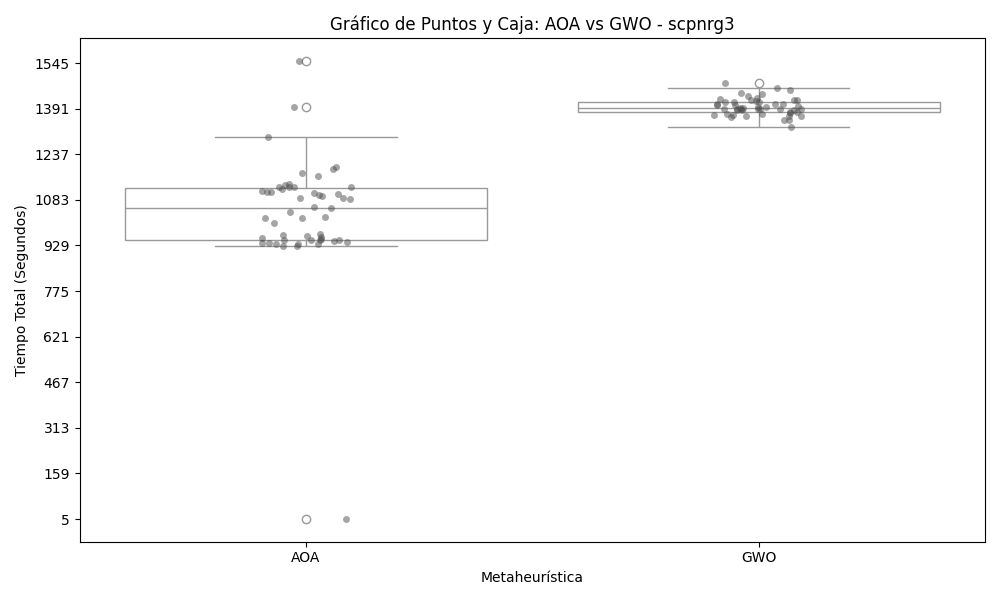 Gráfico de Puntos y Caja: AOA vs GWO - scpnrg3
Tiempo Total (Segundos)
1545
1391
1237
1083
929
775
621
467
313
159
5
AOA
GWO
Metaheurística